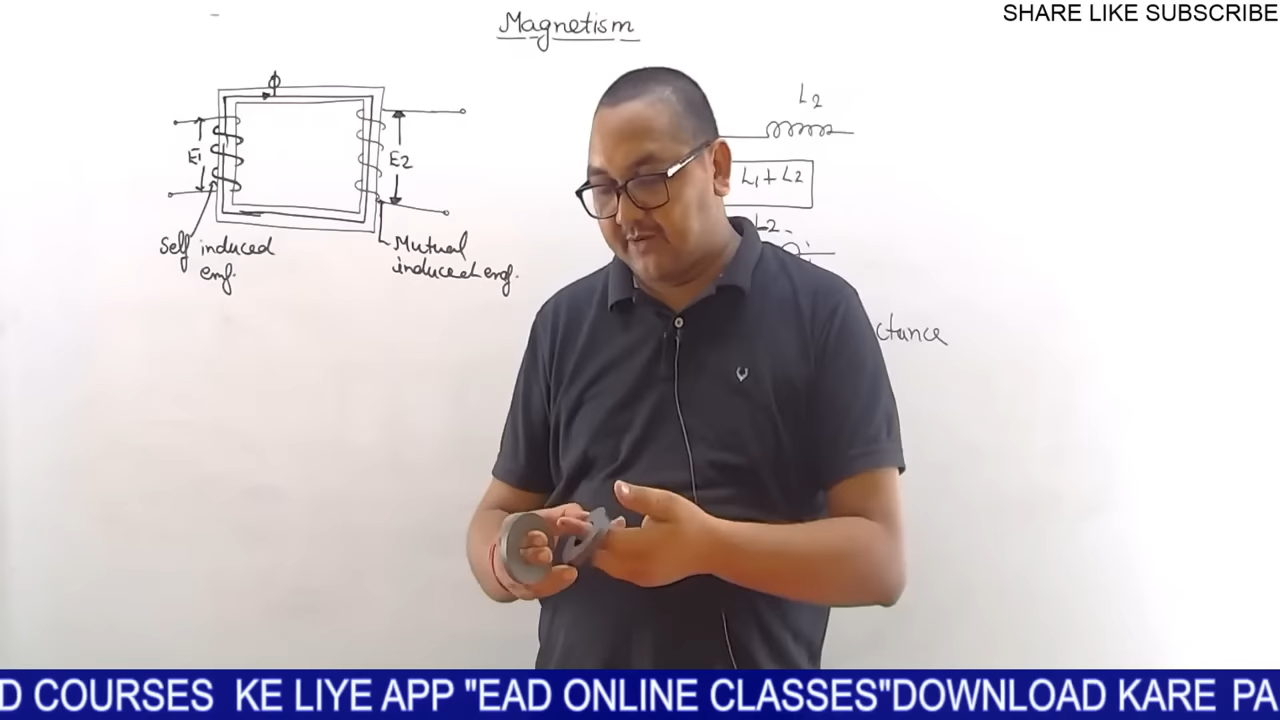 SHARE LIKE SUBSCRIBE
Magnetism
Φ
E1
E2
Self induced
emf.
Mutual
induced emf.
L2
L1 + L2
L2
ctance
D COURSES KE LIYE APP "EAD ONLINE CLASSES"DOWNLOAD KARE PA